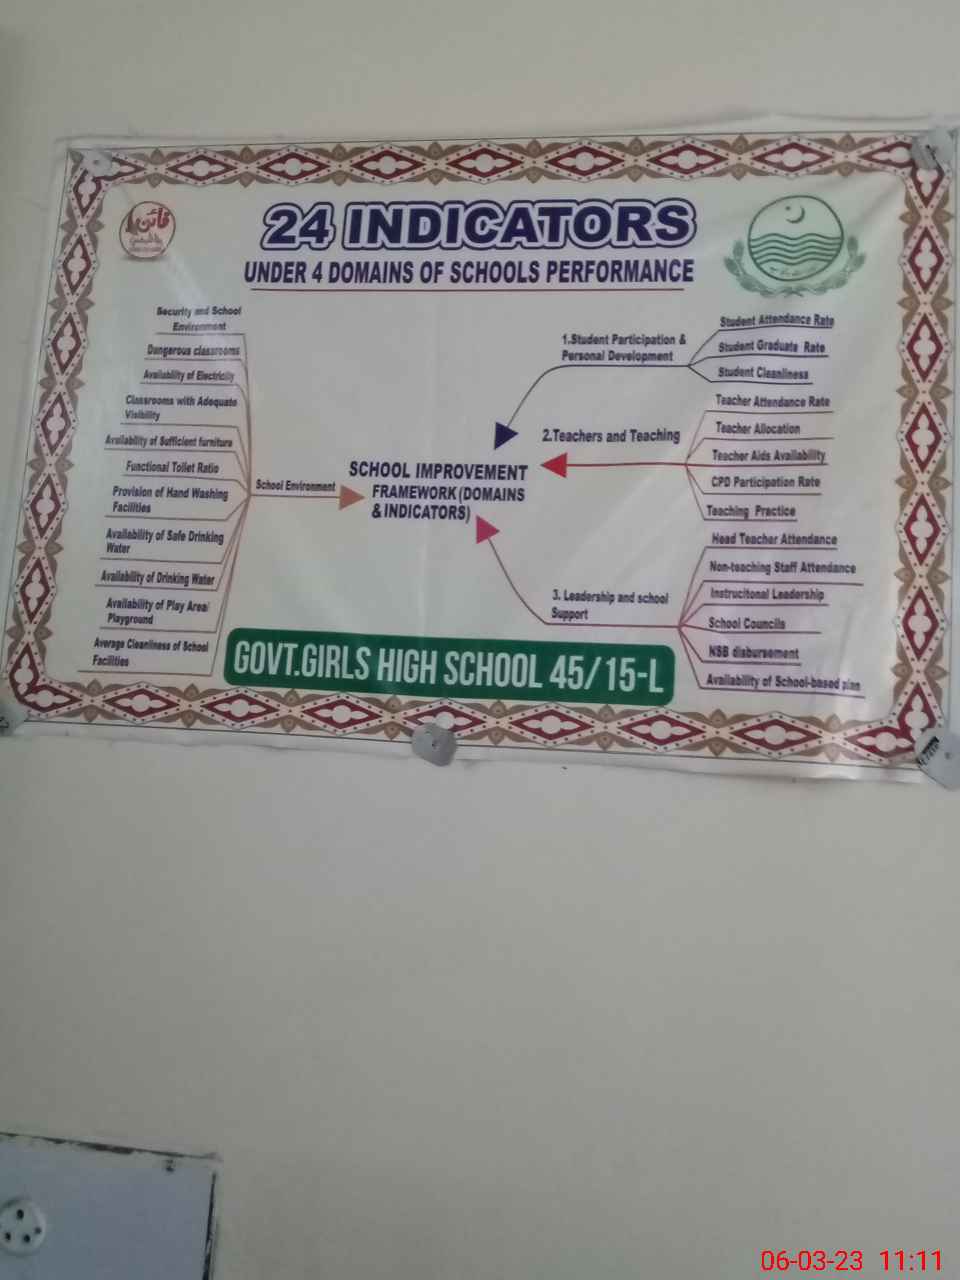 24 INDICATORS
UNDER 4 DOMAINS OF SCHOOLS PERFORMANCE
فائن
Security and School
Environment
Dangerous classrooms
Availability of Electricity
Classrooms with Adequate
Visibility
Availability of Sufficient furniture
Functional Toilet Ratio
Provision of Hand Washing
Facilities
Availability of Safe Drinking
Water
Availability of Drinking Water
Availability of Play Area/
Playground
Average Cleanliness of School
Facilities
School Environment
SCHOOL IMPROVEMENT
FRAMEWORK (DOMAINS
& INDICATORS)
1.Student Participation &
Personal Development
Student Attendance Rate
Student Graduate Rate
Student Cleanliness
2.Teachers and Teaching
Teacher Attendance Rate
Teacher Allocation
Teacher Aids Availability
CPD Participation Rate
Teaching Practice
3. Leadership and school
Support
Head Teacher Attendance
Non-teaching Staff Attendance
Instrucitonal Leadership
School Councils
NSB disbursement
Availability of School-based plan
GOVT.GIRLS HIGH SCHOOL 45/15-L
06-03-23 11:11